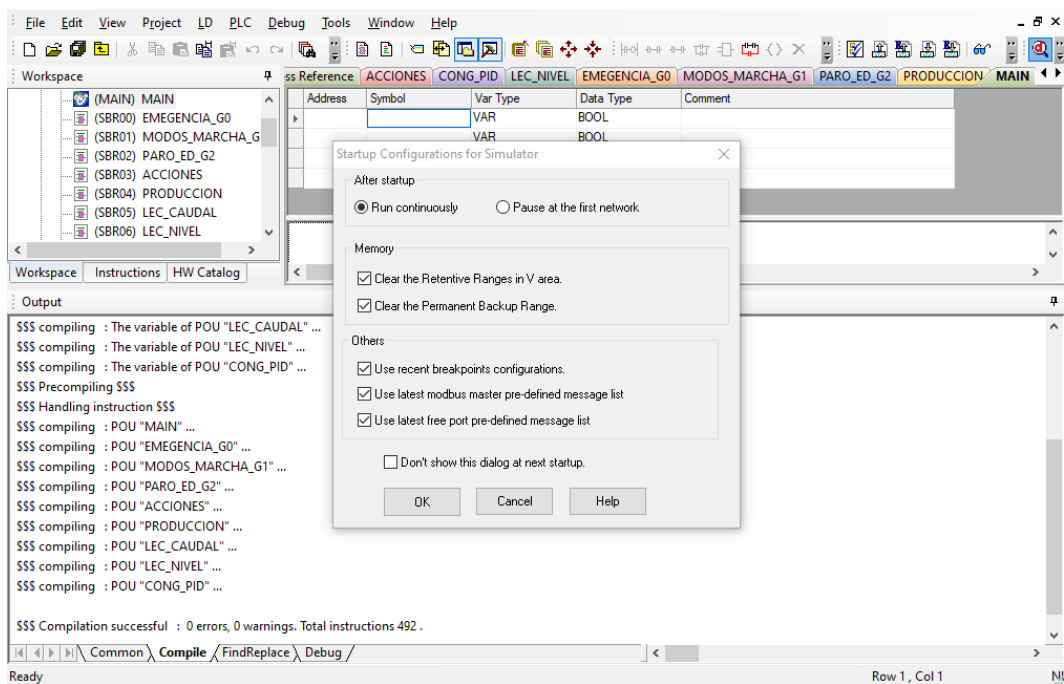 File Edit View Project LD PLC Debug Tools Window Help
Workspace
ss Reference ACCIONES CONG_PID LEC_NIVEL EMEGENCIA_G0 MODOS_MARCHA_G1 PARO_ED_G2 PRODUCCION MAIN
(MAIN) MAIN
(SBR00) EMEGENCIA_G0
(SBR01) MODOS_MARCHA_G
(SBR02) PARO_ED_G2
(SBR03) ACCIONES
(SBR04) PRODUCCION
(SBR05) LEC_CAUDAL
(SBR06) LEC_NIVEL
Workspace Instructions HW Catalog
Address Symbol Var Type Data Type Comment
VAR BOOL
VAR BOOL
Startup Configurations for Simulator
After startup
Run continuously Pause at the first network
Memory
Clear the Retentive Ranges in V area.
Clear the Permanent Backup Range.
Others
Use recent breakpoints configurations.
Use latest modbus master pre-defined message list
Use latest free port pre-defined message list
Don't show this dialog at next startup.
OK Cancel Help
Output
$$$ compiling : The variable of POU "LEC_CAUDAL" ...
$$$ compiling : The variable of POU "LEC_NIVEL" ...
$$$ compiling : The variable of POU "CONG_PID" ...
$$$ Precompiling $$$
$$$ Handling instruction $$$
$$$ compiling : POU "MAIN" ...
$$$ compiling : POU "EMEGENCIA_G0" ...
$$$ compiling : POU "MODOS_MARCHA_G1" ...
$$$ compiling : POU "PARO_ED_G2" ...
$$$ compiling : POU "ACCIONES" ...
$$$ compiling : POU "PRODUCCION" ...
$$$ compiling : POU "LEC_CAUDAL" ...
$$$ compiling : POU "LEC_NIVEL" ...
$$$ compiling : POU "CONG_PID" ...
$$$ Compilation successful : 0 errors, 0 warnings. Total instructions 492 .
Common Compile FindReplace Debug
Ready Row 1 , Col 1